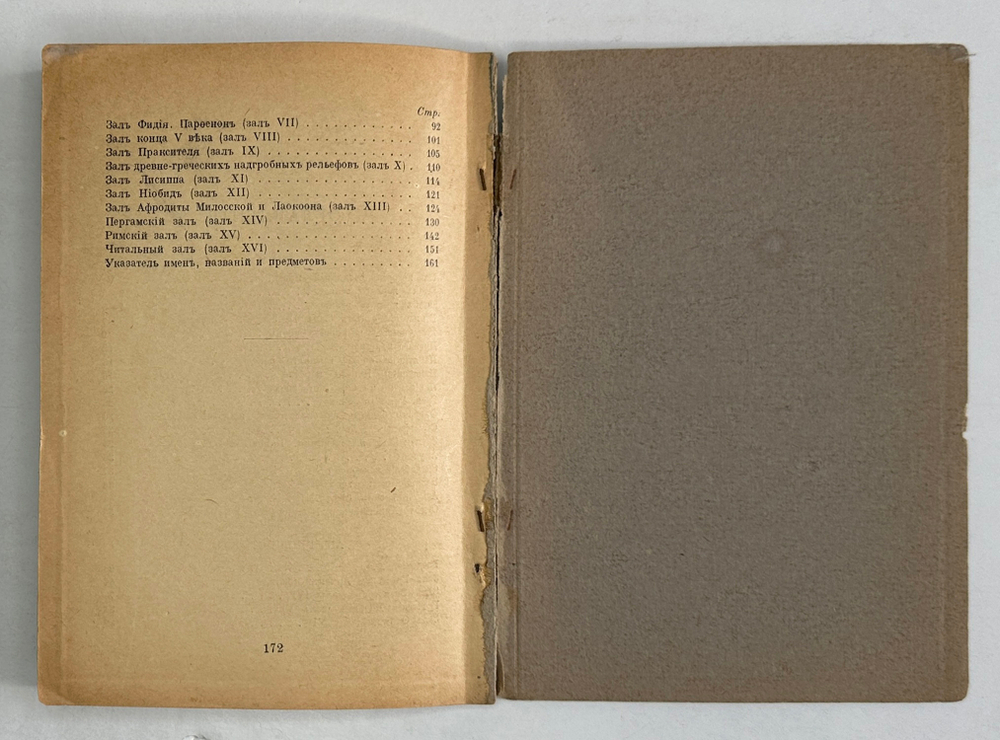 Стр.
Залъ Фидія. Парѳенонъ (залъ VII) . . . . . . . . . . . . 92
Залъ конца V вѣка (залъ VIII) . . . . . . . . . . . . . 101
Залъ Праксителя (залъ IX) . . . . . . . . . . . . . . . 105
Залъ древне-греческихъ надгробныхъ рельефовъ (залъ X) . 110
Залъ Лисиппа (залъ XI) . . . . . . . . . . . . . . . . 114
Залъ Ніобидъ (залъ XII) . . . . . . . . . . . . . . . . 121
Залъ Афродиты Милосской и Лаокоона (залъ XIII) . . 124
Пергамскій залъ (залъ XIV) . . . . . . . . . . . . . . 130
Римскій залъ (залъ XV) . . . . . . . . . . . . . . . . 142
Читальный залъ (залъ XVI) . . . . . . . . . . . . . . 151
Указатель именъ, названій и предметовъ . . . . . . . . . 161
172